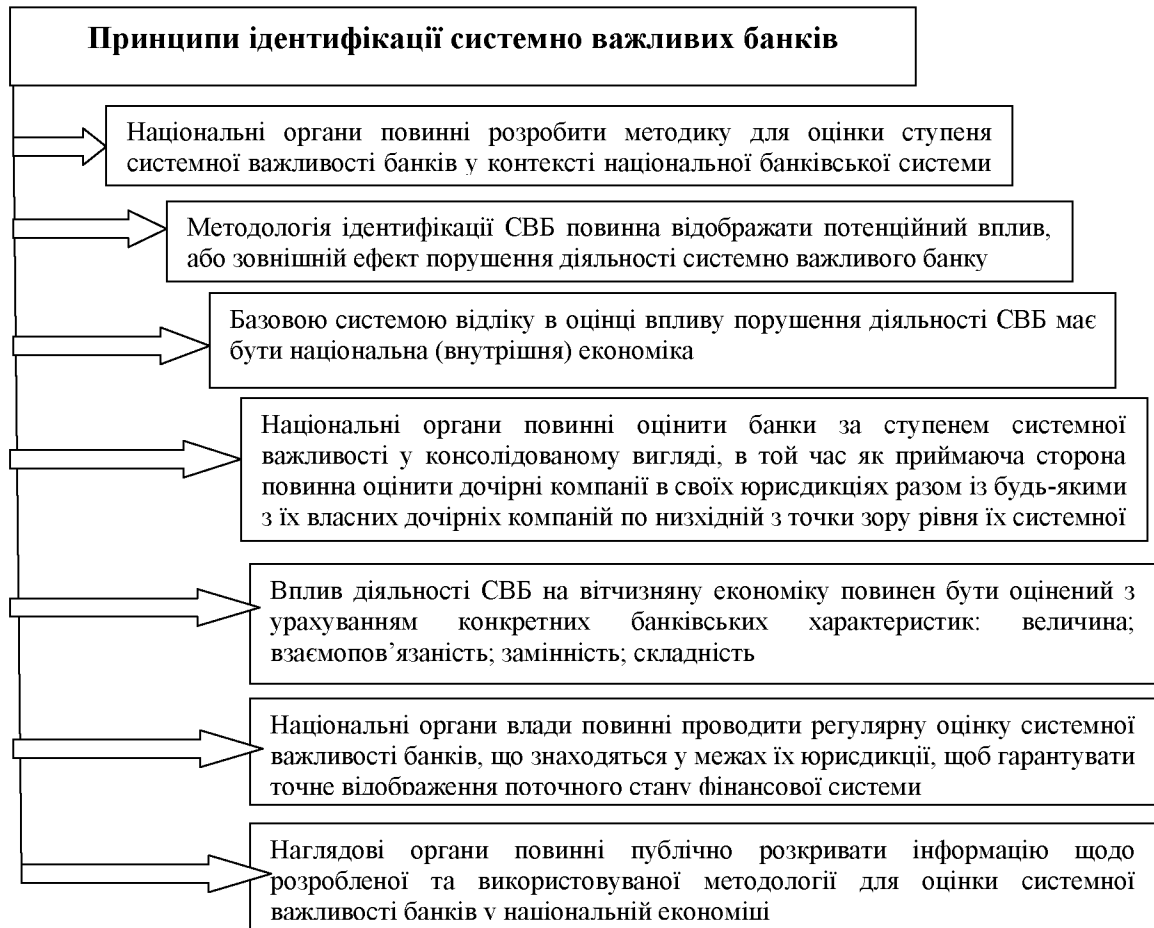 Принципи ідентифікації системно важливих банків
Національні органи повинні розробити методику для оцінки ступеня
системної важливості банків у контексті національної банківської системи
Методологія ідентифікації СВБ повинна відображати потенційний вплив,
або зовнішній ефект порушення діяльності системно важливого банку
Базовою системою відліку в оцінці впливу порушення діяльності СВБ має
бути національна (внутрішня) економіка
Національні органи повинні оцінити банки за ступенем системної
важливості у консолідованому вигляді, в той час як приймаюча сторона
повинна оцінити дочірні компанії в своїх юрисдикціях разом із будь-якими
з їх власних дочірніх компаній по низхідній з точки зору рівня їх системної
Вплив діяльності СВБ на вітчизняну економіку повинен бути оцінений з
урахуванням конкретних банківських характеристик: величина;
взаємопов’язаність; замінність; складність
Національні органи влади повинні проводити регулярну оцінку системної
важливості банків, що знаходяться у межах їх юрисдикції, щоб гарантувати
точне відображення поточного стану фінансової системи
Наглядові органи повинні публічно розкривати інформацію щодо
розробленої та використовуваної методології для оцінки системної
важливості банків у національній економіці